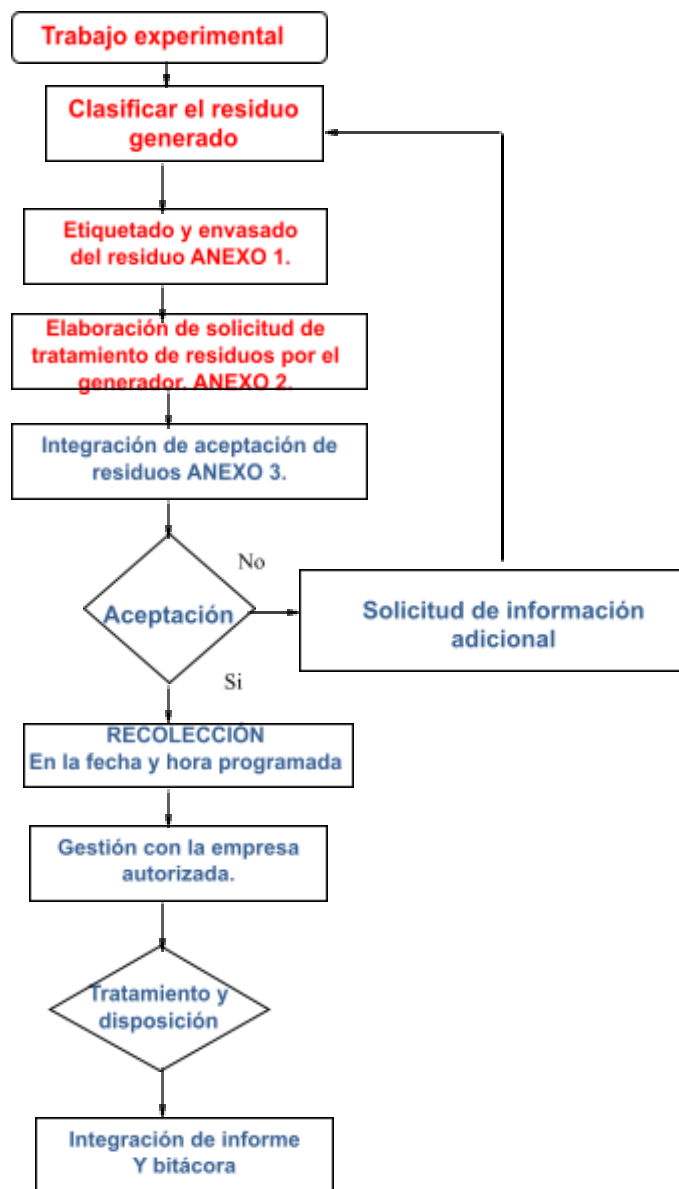 Trabajo experimental
Clasificar el residuo
generado
Etiquetado y envasado
del residuo ANEXO 1.
Elaboración de solicitud de
tratamiento de residuos por el
generador. ANEXO 2.
Integración de aceptación de
residuos ANEXO 3.
No
Aceptación
Solicitud de información
adicional
Si
RECOLECCIÓN
En la fecha y hora programada
Gestión con la empresa
autorizada.
Tratamiento y
disposición
Integración de informe
Y bitácora